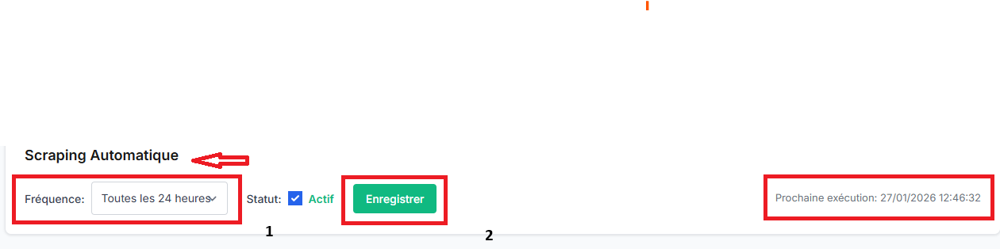 Scraping Automatique
Fréquence: Toutes les 24 heures Statut: Actif Enregistrer Prochaine exécution: 27/01/2026 12:46:32
1 2